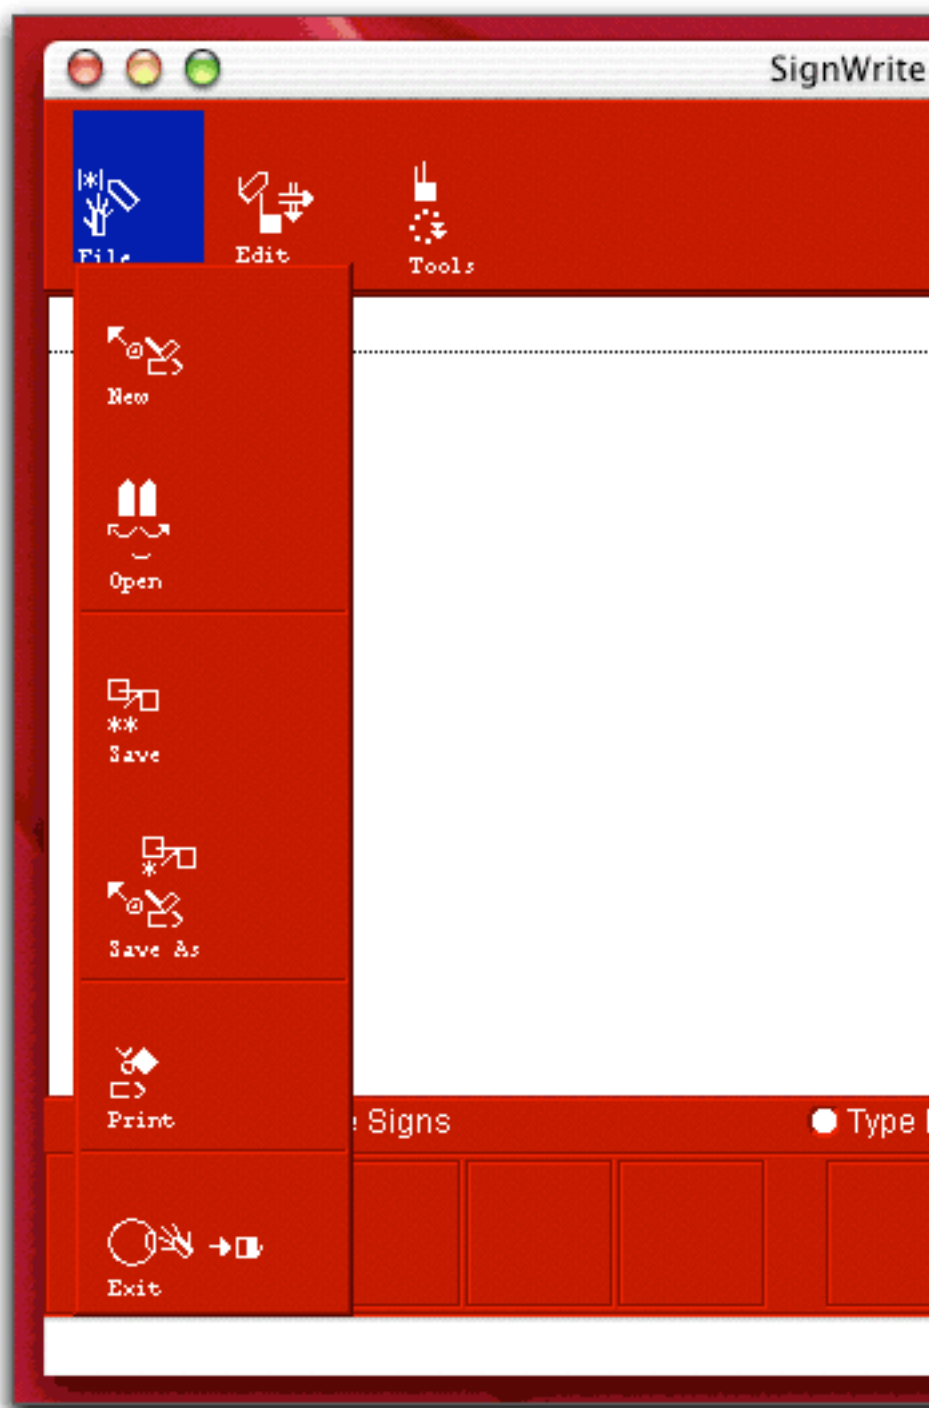 SignWrite
File
Edit
Tools
New
Open
Save
Save As
Print
Signs
Type
Exit